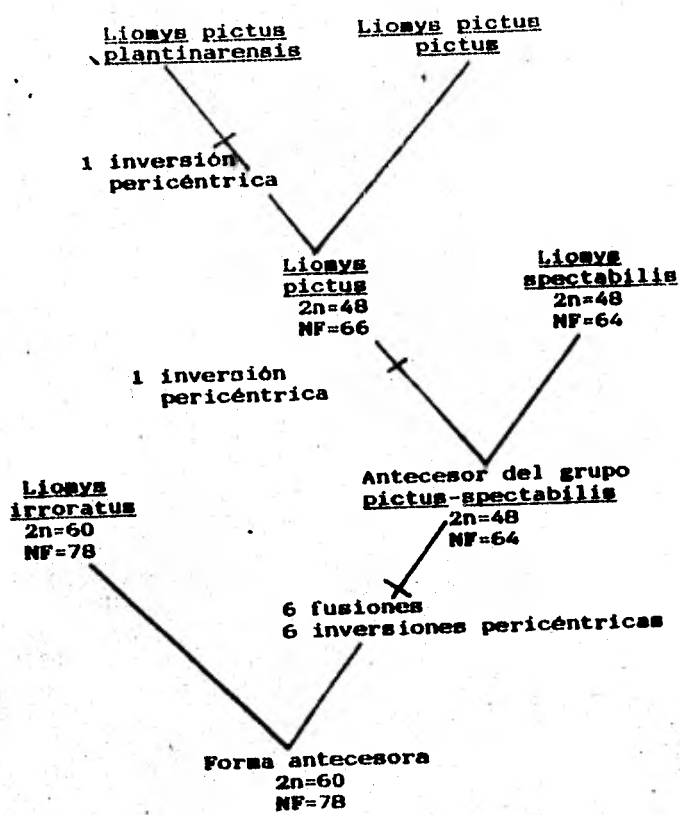 Liomys pictus
plantinarensis
Liomys pictus
pictus
1 inversión
pericéntrica
Liomys
pictus
2n=48
NF=66
Liomys
spectabilis
2n=48
NF=64
1 inversión
pericéntrica
Antecesor del grupo
pictus-spectabilis
2n=48
NF=64
Liomys
irroratus
2n=60
NF=78
6 fusiones
6 inversiones pericéntricas
Forma antecesora
2n=60
NF=78